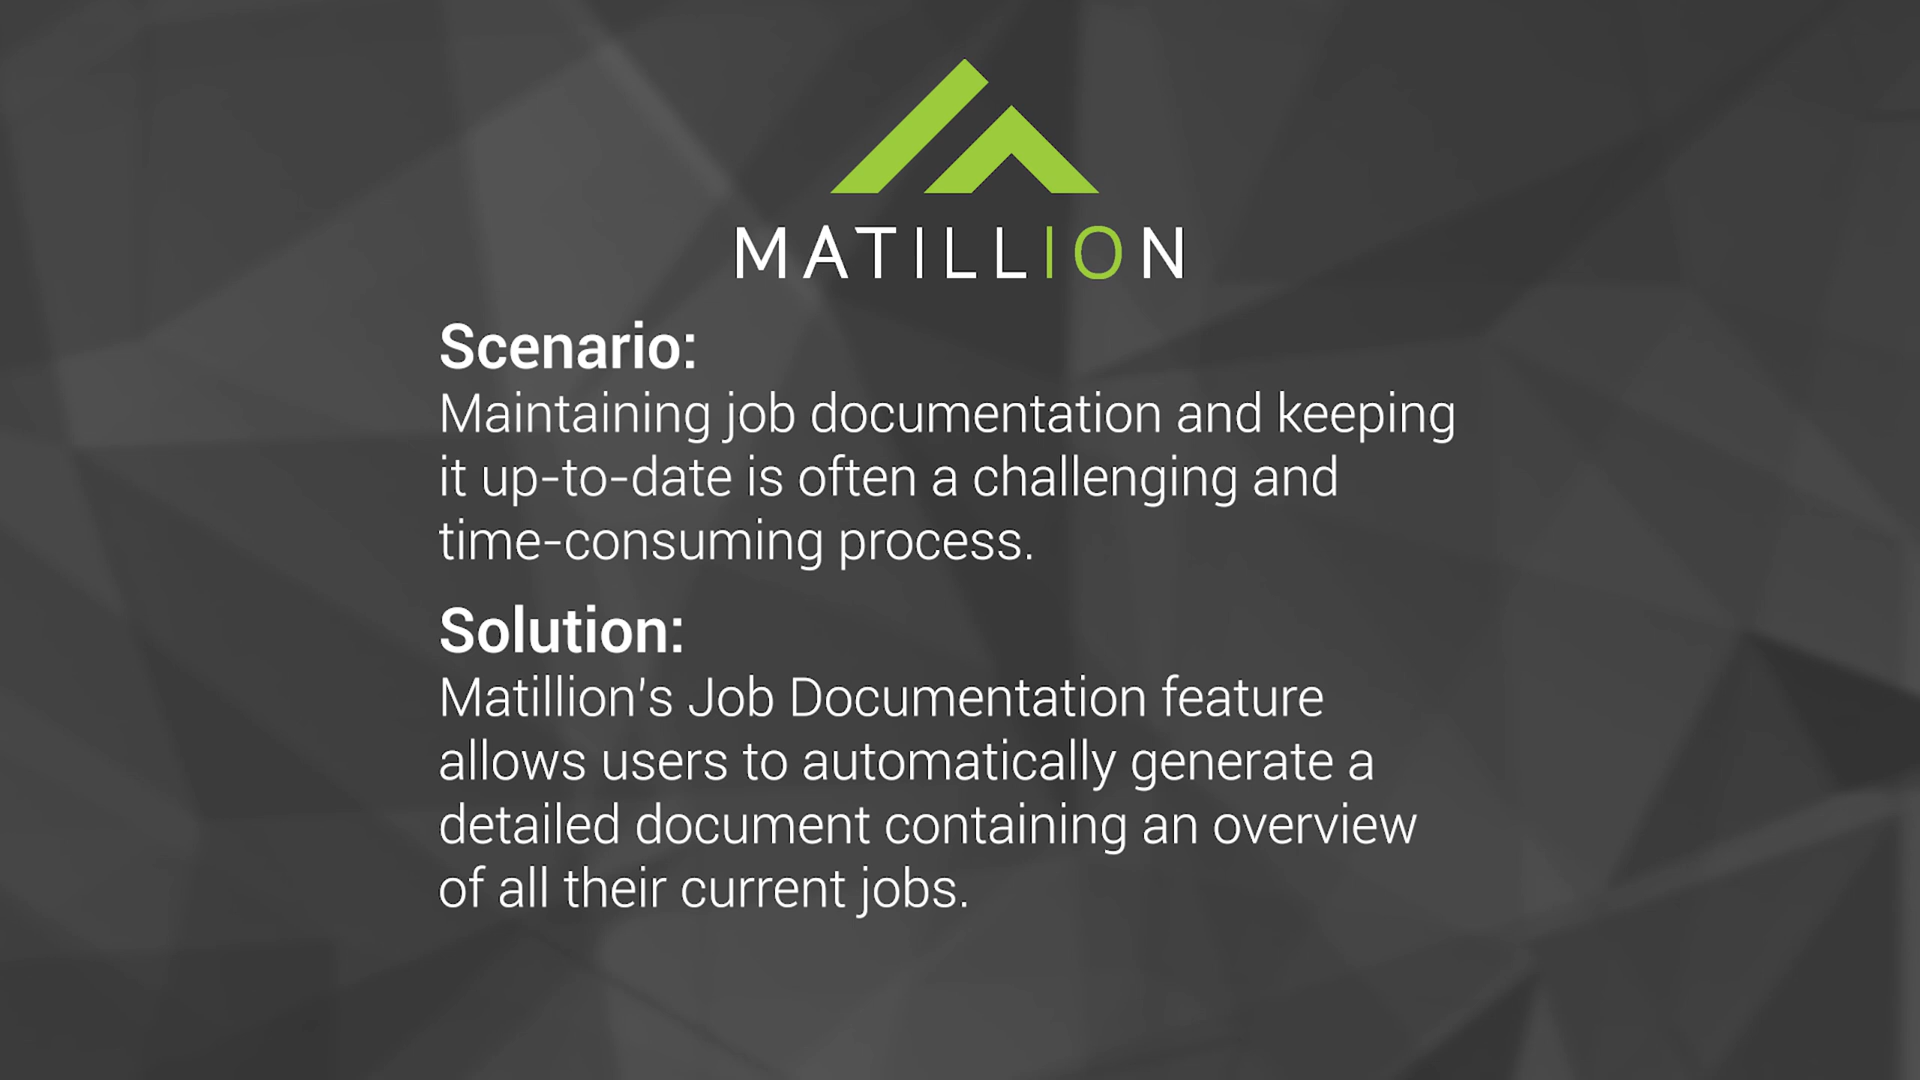 MATILLION
Scenario:
Maintaining job documentation and keeping
it up-to-date is often a challenging and
time-consuming process.
Solution:
Matillion's Job Documentation feature
allows users to automatically generate a
detailed document containing an overview
of all their current jobs.